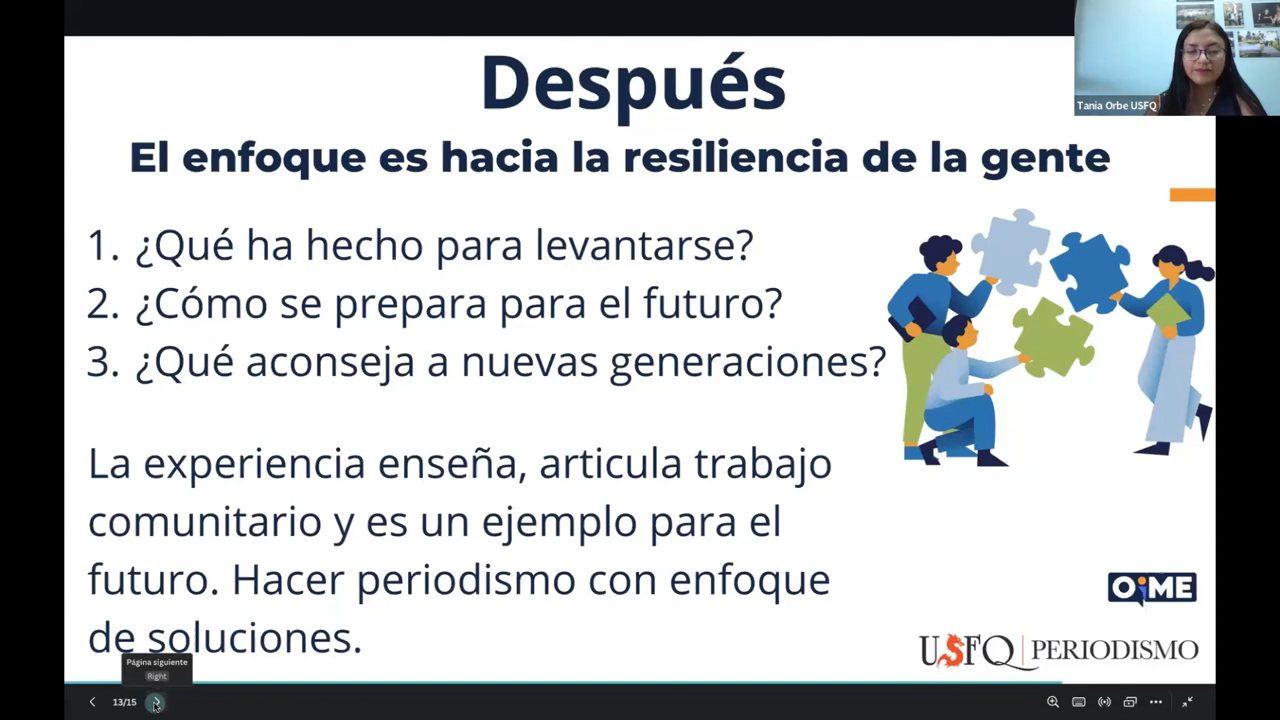 Después
El enfoque es hacia la resiliencia de la gente
1. ¿Qué ha hecho para levantarse?
2. ¿Cómo se prepara para el futuro?
3. ¿Qué aconseja a nuevas generaciones?
La experiencia enseña, articula trabajo
comunitario y es un ejemplo para el
futuro. Hacer periodismo con enfoque
de soluciones.
Tania Orbe USFQ
OiME
USFQ PERIODISMO
Página siguiente
Right
13/15